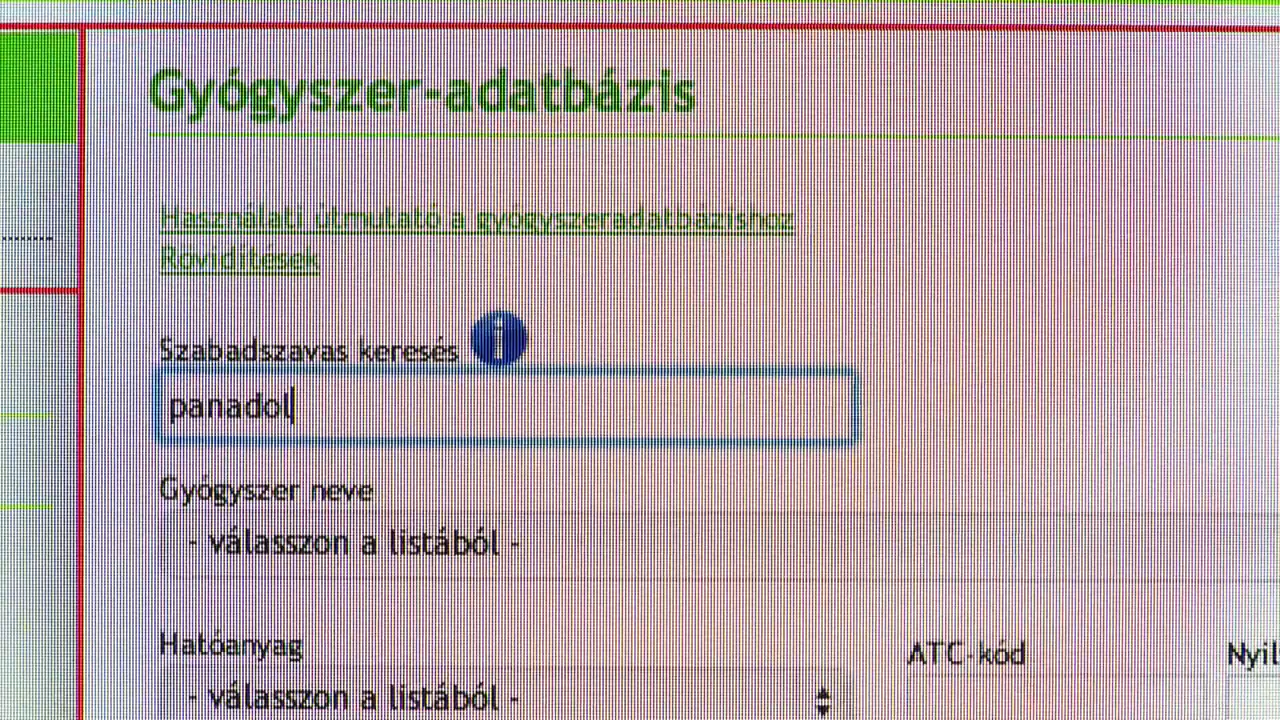 Gyógyszer-adatbázis
Használati útmutató a gyógyszeradatbázishoz
Rövidítések
Szabadszavas keresés i
panadol
Gyógyszer neve
- válasszon a listából -
Hatóanyag
ATC-kód
- válasszon a listából -